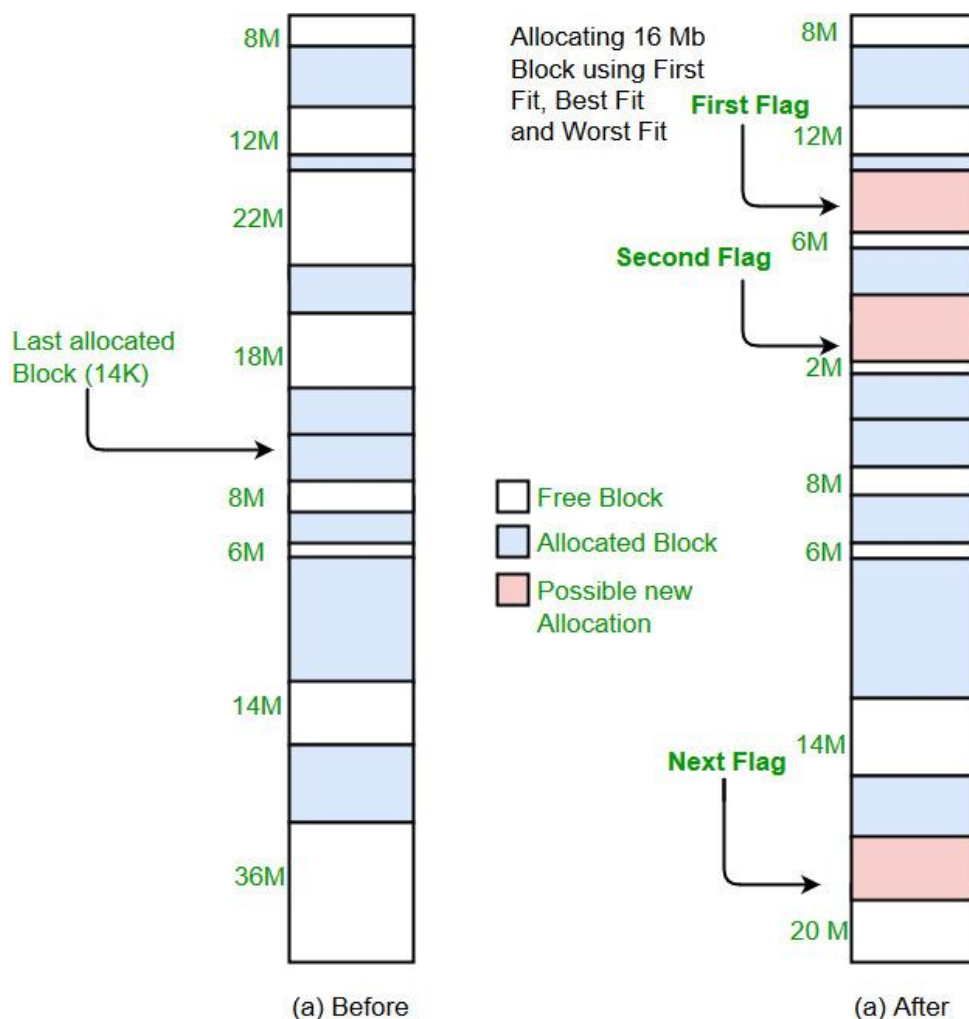 8M
12M
22M
18M
Last allocated
Block (14K)
8M
6M
14M
36M
(a) Before
Allocating 16 Mb
Block using First
Fit, Best Fit
and Worst Fit
First Flag
Second Flag
Free Block
Allocated Block
Possible new
Allocation
Next Flag
8M
12M
6M
2M
8M
6M
14M
20 M
(a) After